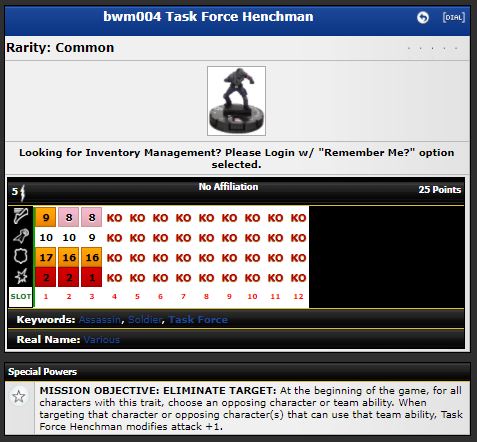 bwm004 Task Force Henchman
[DIAL]
Rarity: Common
Looking for Inventory Management? Please Login w/ "Remember Me?" option
selected.
5 No Affiliation 25 Points
9 8 8 KO KO KO KO KO KO KO KO KO
10 10 9 KO KO KO KO KO KO KO KO KO
17 16 16 KO KO KO KO KO KO KO KO KO
2 2 1 KO KO KO KO KO KO KO KO KO
SLOT 1 2 3 4 5 6 7 8 9 10 11 12
Keywords: Assassin, Soldier, Task Force
Real Name: Various
Special Powers
MISSION OBJECTIVE: ELIMINATE TARGET: At the beginning of the game, for all
characters with this trait, choose an opposing character or team ability. When
targeting that character or opposing character(s) that can use that team ability, Task
Force Henchman modifies attack +1.